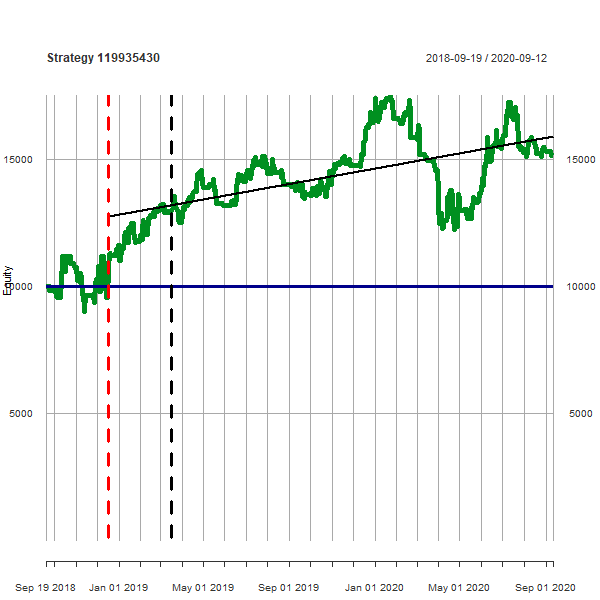 Strategy 119935430
2018-09-19 / 2020-09-12
15000 15000
Equity
10000 10000
5000 5000
Sep 19 2018 Jan 01 2019 May 01 2019 Sep 01 2019 Jan 01 2020 May 01 2020 Sep 01 2020